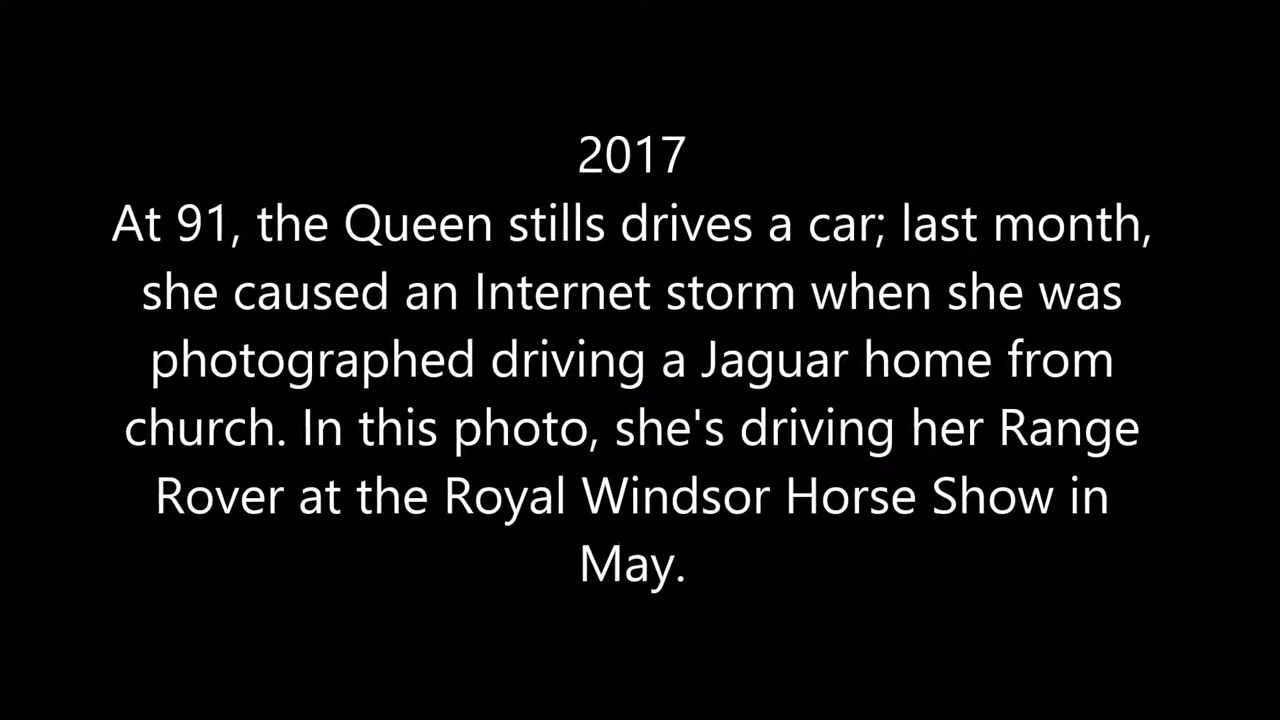 2017
At 91, the Queen stills drives a car; last month,
she caused an Internet storm when she was
photographed driving a Jaguar home from
church. In this photo, she's driving her Range
Rover at the Royal Windsor Horse Show in
May.